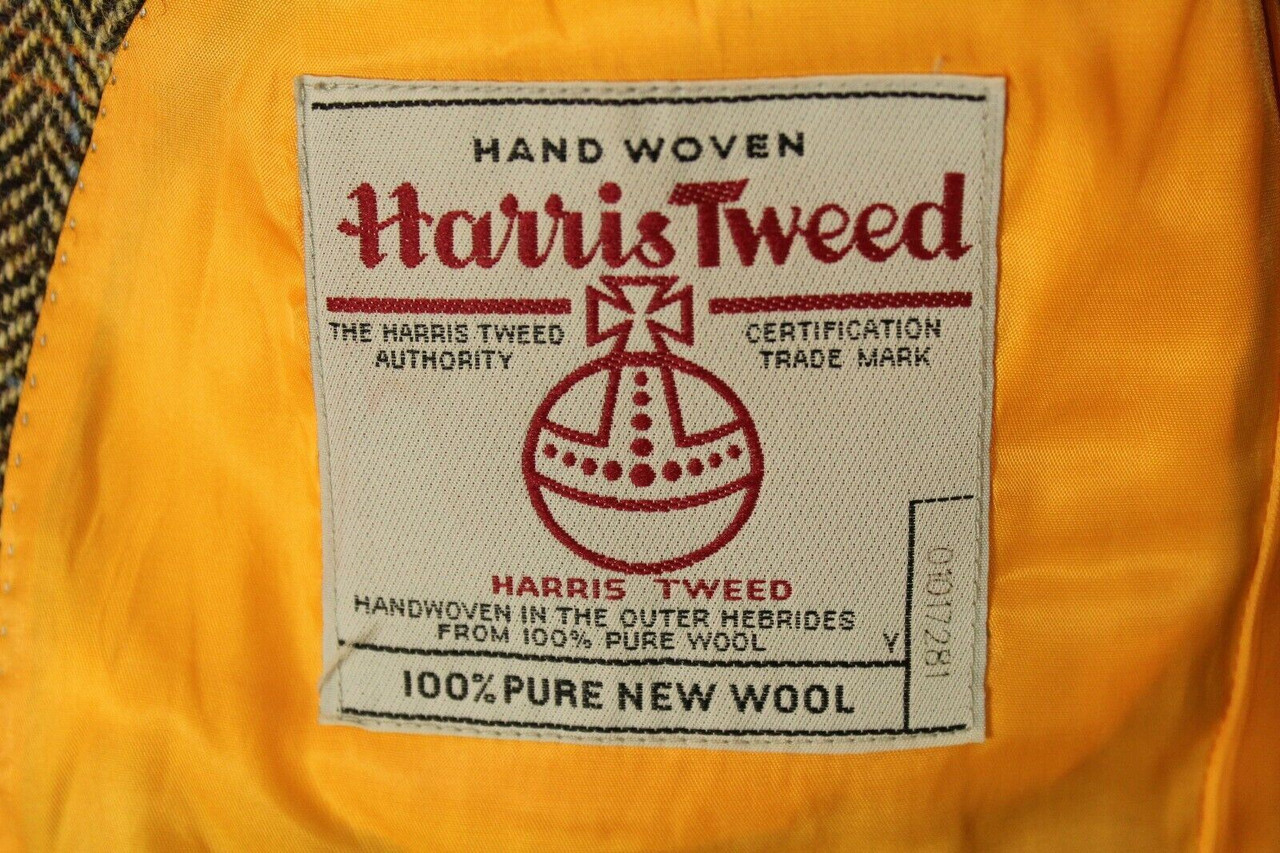 HAND WOVEN
Harris Tweed
THE HARRIS TWEED
AUTHORITY
CERTIFICATION
TRADE MARK
HARRIS TWEED
HANDWOVEN IN THE OUTER HEBRIDES
FROM 100% PURE WOOL
Y
01017281
100% PURE NEW WOOL